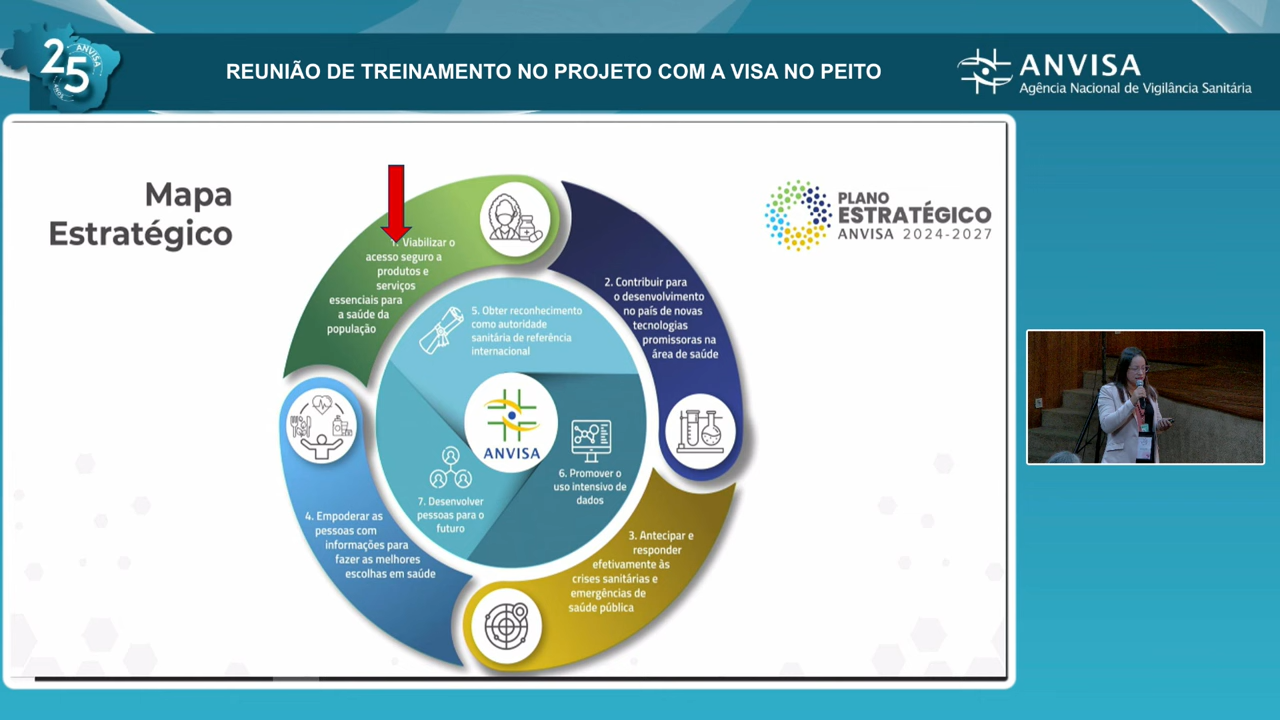 25
ANVISA
REUNIÃO DE TREINAMENTO NO PROJETO COM A VISA NO PEITO
ANVISA
Agência Nacional de Vigilância Sanitária
Mapa
Estratégico
PLANO
ESTRATÉGICO
ANVISA 2024-2027
1. Viabilizar o
acesso seguro a
produtos e
serviços
essenciais para
a saúde da
população
2. Contribuir para
o desenvolvimento
no país de novas
tecnologias
promissoras na
área de saúde
5. Obter reconhecimento
como autoridade
sanitária de referência
internacional
ANVISA
6. Promover o
uso intensivo de
dados
7. Desenvolver
pessoas para o
futuro
4. Empoderar as
pessoas com
informações para
fazer as melhores
escolhas em saúde
3. Antecipar e
responder
efetivamente às
crises sanitárias e
emergências de
saúde pública